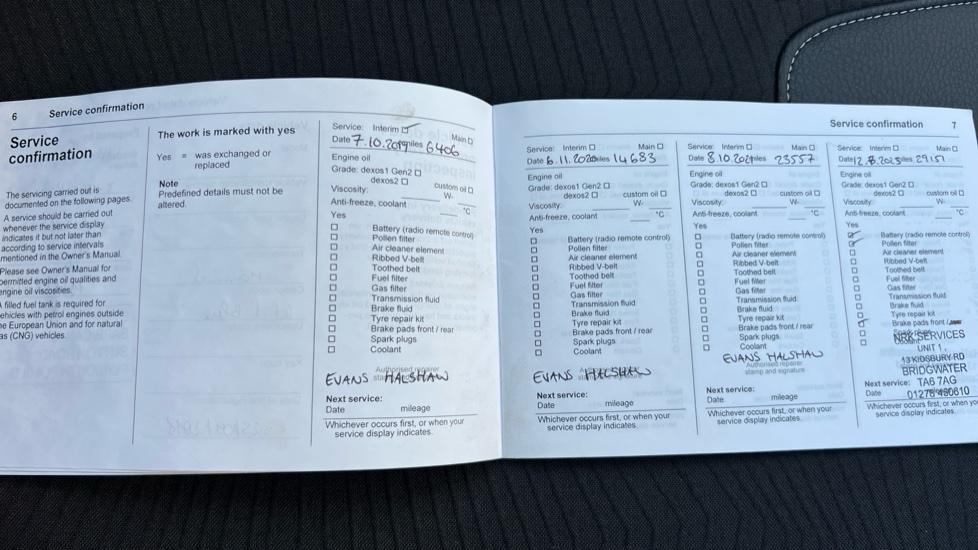 6 Service confirmation
Service
confirmation
The servicing carried out is
documented on the following pages.
A service should be carried out
whenever the service display
indicates it but not later than
according to service intervals
mentioned in the Owner's Manual.
Please see Owner's Manual for
permitted engine oil qualities and
engine oil viscosities.
A filled fuel tank is required for
vehicles with petrol engines outside
he European Union and for natural
as (CNG) vehicles.
The work is marked with yes
Yes = was exchanged or
replaced
Note
Predefined details must not be
altered.
Service: Interim Main
Date 7.10.2019 miles 6406
Engine oil
Grade: dexos1 Gen2
dexos2 custom oil
Viscosity: W-
Anti-freeze, coolant °C
Yes
Battery (radio remote control)
Pollen filter
Air cleaner element
Ribbed V-belt
Toothed belt
Fuel filter
Gas filter
Transmission fluid
Brake fluid
Tyre repair kit
Brake pads front / rear
Spark plugs
Coolant
Authorised repairer
EVANS HALSHAW
Next service:
Date mileage
Whichever occurs first, or when your
service display indicates.
Service confirmation 7
Service: Interim Main
Date 6.11.2020 miles 14683
Engine oil
Grade: dexos1 Gen2
dexos2 custom oil
Viscosity: W-
Anti-freeze, coolant °C
Yes
Battery (radio remote control)
Pollen filter
Air cleaner element
Ribbed V-belt
Toothed belt
Fuel filter
Gas filter
Transmission fluid
Brake fluid
Tyre repair kit
Brake pads front / rear
Spark plugs
Coolant
EVANS HALSHAW
Next service:
Date mileage
Whichever occurs first, or when your
service display indicates.
Service: Interim Main
Date 8.10.2021 miles 23557
Engine oil
Grade: dexos1 Gen2
dexos2 custom oil
Viscosity: W-
Anti-freeze, coolant °C
Yes
Battery (radio remote control)
Pollen filter
Air cleaner element
Ribbed V-belt
Toothed belt
Fuel filter
Gas filter
Transmission fluid
Brake fluid
Tyre repair kit
Brake pads front / rear
Spark plugs
Coolant
EVANS HALSHAW
Authorised repairer
stamp and signature
Next service:
Date mileage
Whichever occurs first, or when your
service display indicates.
Service: Interim Main
Date 12.8.2023 miles 29151
Engine oil
Grade: dexos1 Gen2
dexos2 custom oil
Viscosity: W-
Anti-freeze, coolant °C
Yes
Battery (radio remote control)
Pollen filter
Air cleaner element
Ribbed V-belt
Toothed belt
Fuel filter
Gas filter
Transmission fluid
Brake fluid
Tyre repair kit
Brake pads front /
SERVICES
UNIT 1,
13 KIDSBURY RD
BRIDGWATER
Next service: TA6 7AG
Date
Whichever occurs first, or when yo
service display indicates.